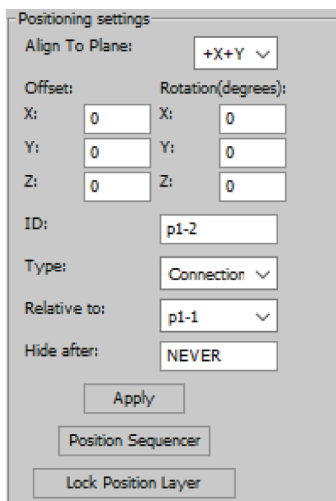 Positioning settings
Align To Plane: +X+Y
Offset: Rotation(degrees):
X: 0 X: 0
Y: 0 Y: 0
Z: 0 Z: 0
ID: p1-2
Type: Connection
Relative to: p1-1
Hide after: NEVER
Apply
Position Sequencer
Lock Position Layer